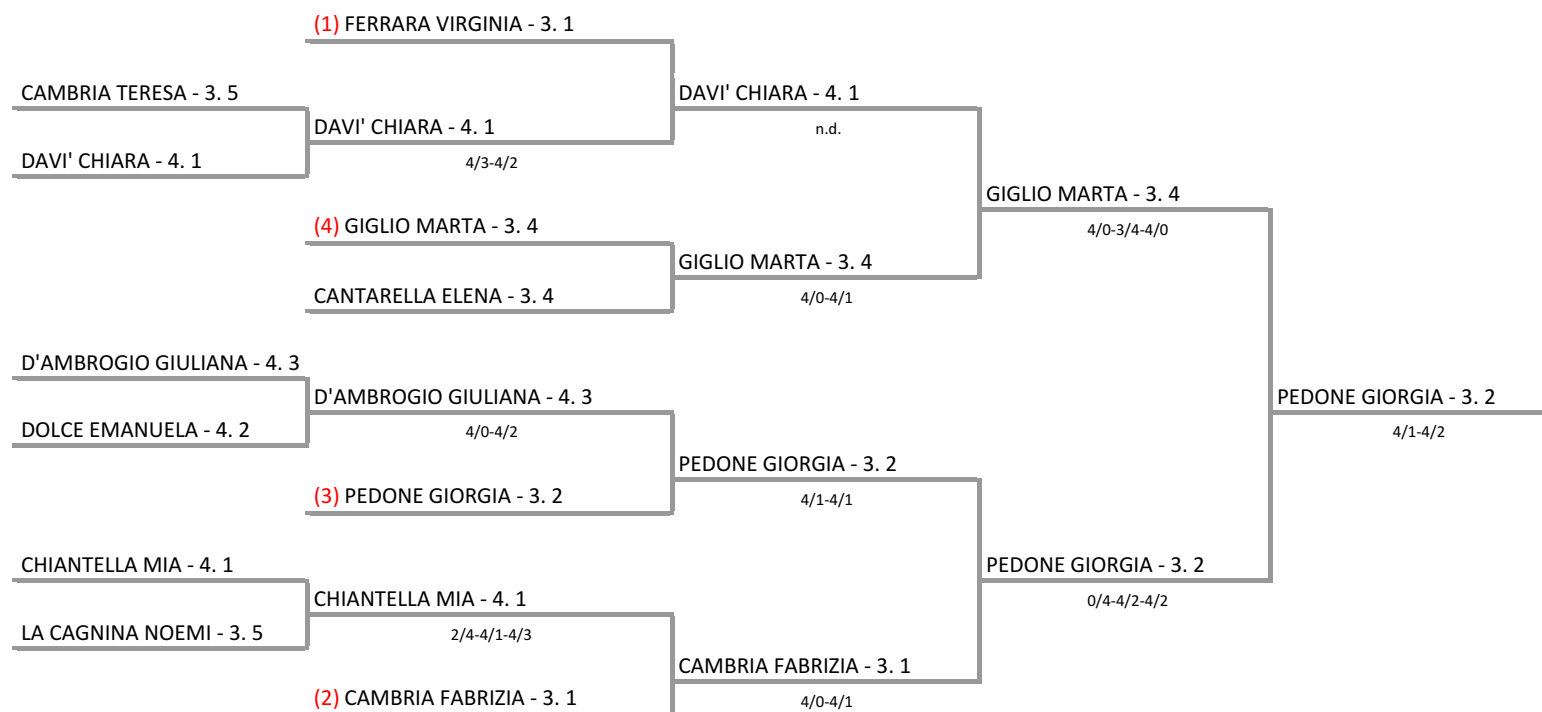 (1) FERRARA VIRGINIA - 3. 1
CAMBRIA TERESA - 3. 5
DAVI' CHIARA - 4. 1
DAVI' CHIARA - 4. 1
n.d.
DAVI' CHIARA - 4. 1
4/3-4/2
GIGLIO MARTA - 3. 4
4/0-3/4-4/0
(4) GIGLIO MARTA - 3. 4
GIGLIO MARTA - 3. 4
4/0-4/1
CANTARELLA ELENA - 3. 4
D'AMBROGIO GIULIANA - 4. 3
D'AMBROGIO GIULIANA - 4. 3
4/0-4/2
PEDONE GIORGIA - 3. 2
4/1-4/2
DOLCE EMANUELA - 4. 2
PEDONE GIORGIA - 3. 2
4/1-4/1
(3) PEDONE GIORGIA - 3. 2
CHIANTELLA MIA - 4. 1
PEDONE GIORGIA - 3. 2
0/4-4/2-4/2
CHIANTELLA MIA - 4. 1
2/4-4/1-4/3
LA CAGNINA NOEMI - 3. 5
CAMBRIA FABRIZIA - 3. 1
4/0-4/1
(2) CAMBRIA FABRIZIA - 3. 1